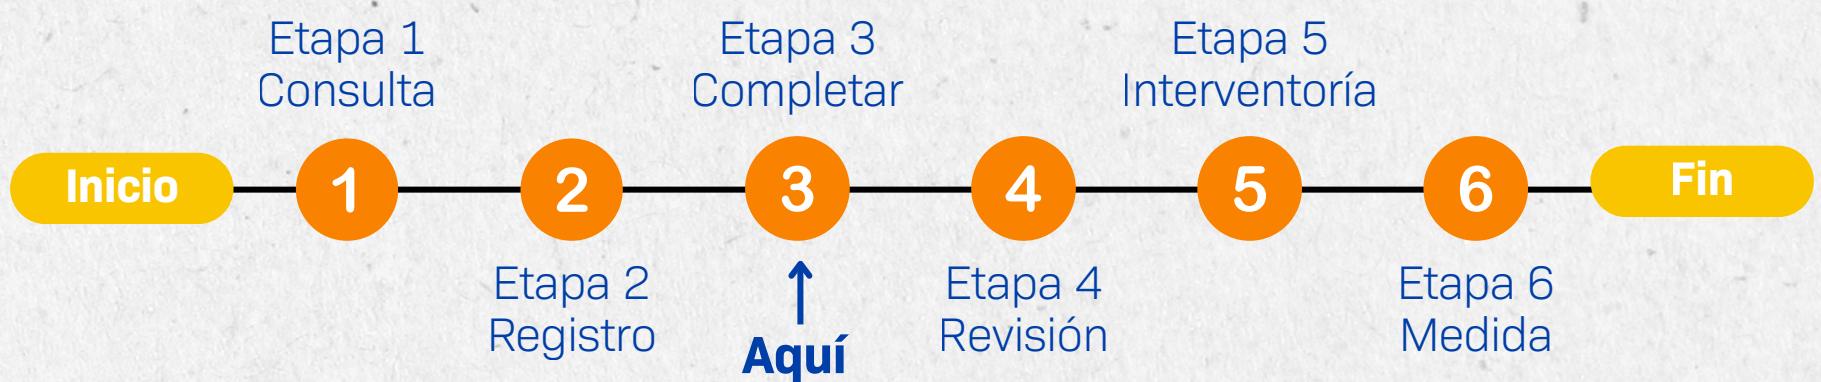 Etapa 1
Consulta
Etapa 3
Completar
Etapa 5
Interventoría
Inicio
1
2
3
4
5
6
Fin
Etapa 2
Registro
Aquí
Etapa 4
Revisión
Etapa 6
Medida